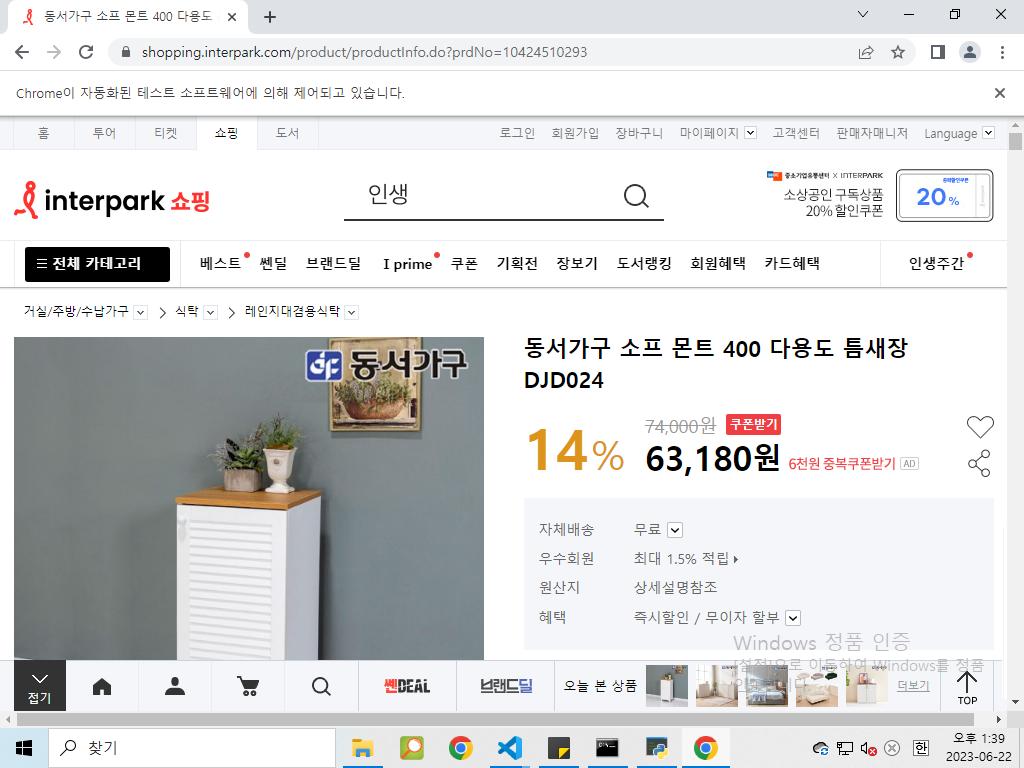 동서가구 소프 몬트 400 다용도
shopping.interpark.com/product/productInfo.do?prdNo=10424510293
Chrome이 자동화된 테스트 소프트웨어에 의해 제어되고 있습니다.
홈 투어 티켓 쇼핑 도서 로그인 회원가입 장바구니 마이페이지 고객센터 판매자매니저 Language
interpark 쇼핑
인생
중소기업유통센터 X INTERPARK
소상공인 구독상품
20% 할인쿠폰
20%
전체 카테고리 베스트 쎈딜 브랜드딜 I prime 쿠폰 기획전 장보기 도서랭킹 회원혜택 카드혜택 인생주간
거실/주방/수납가구 > 식탁 > 레인지대겸용식탁
동서가구
동서가구 소프 몬트 400 다용도 틈새장
DJD024
14%
74,000원 쿠폰받기
63,180원 6천원 중복쿠폰받기 AD
자체배송 무료
우수회원 최대 1.5% 적립
원산지 상세설명참조
혜택 즉시할인 / 무이자 할부
Windows 정품 인증
[설정]으로 이동하여 Windows를 정품
접기
쎈DEAL
브랜드딜
오늘 본 상품
더보기
TOP
찾기
한
오후 1:39
2023-06-22